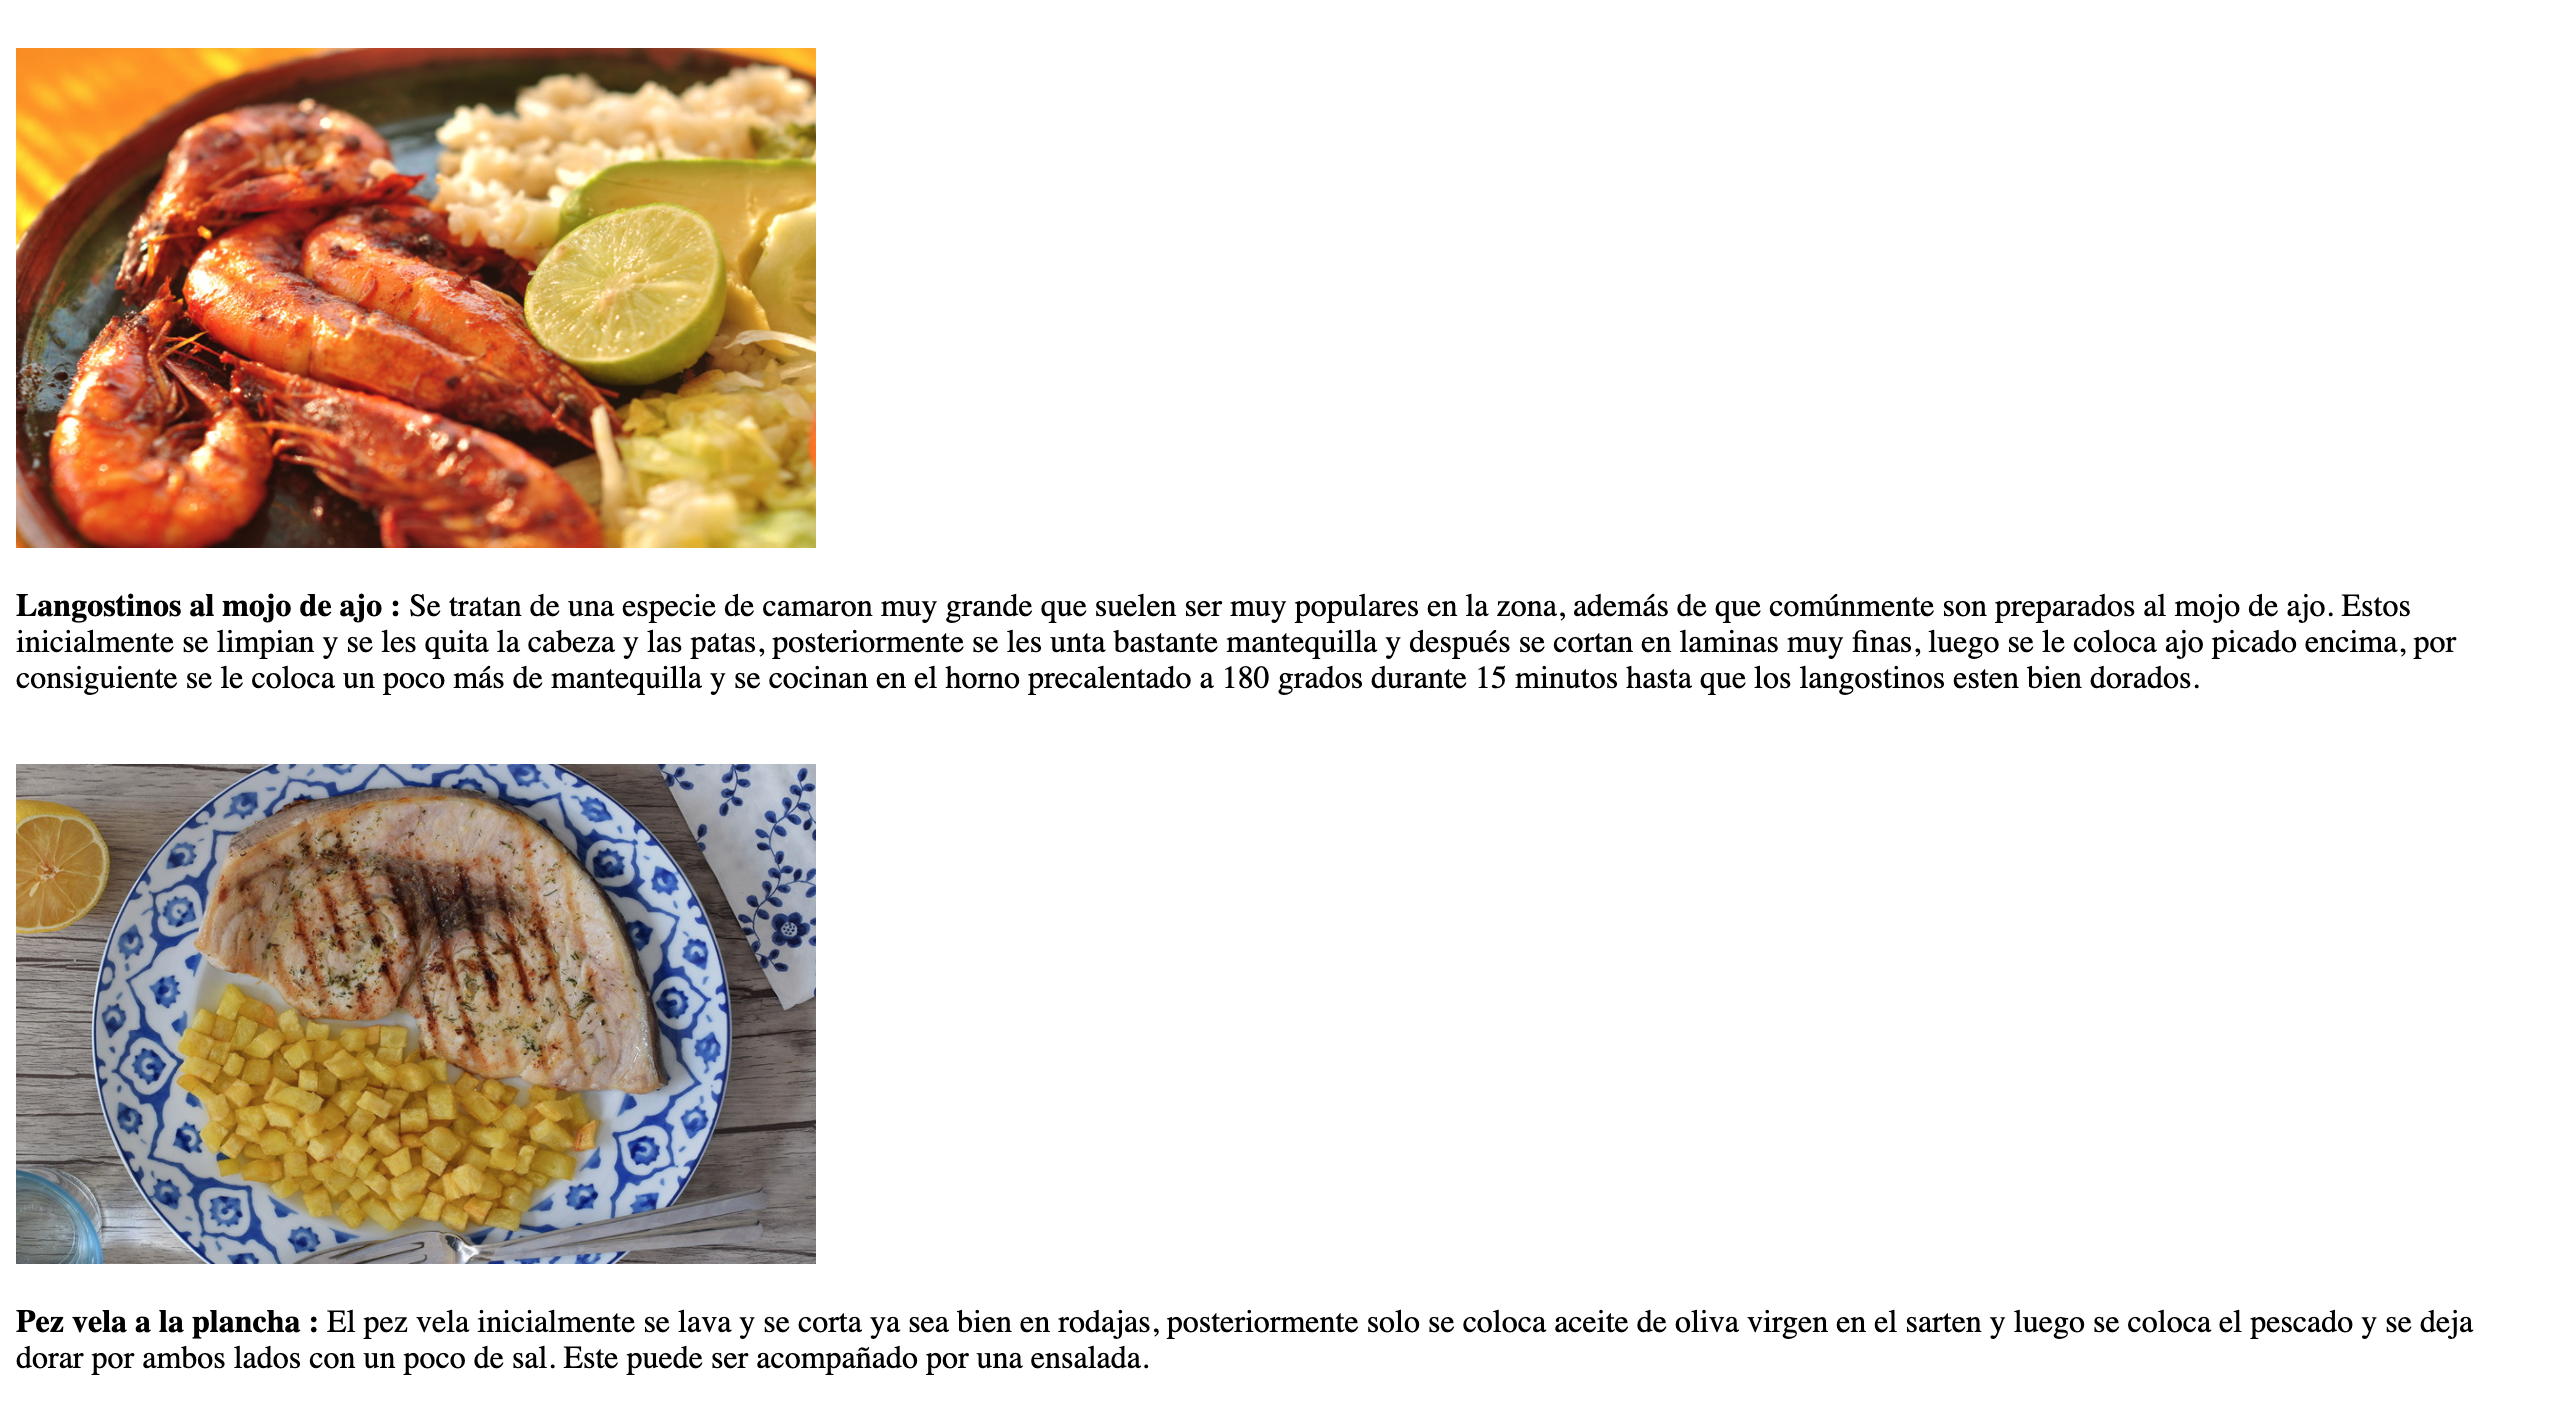 Langostinos al mojo de ajo : Se tratan de una especie de camaron muy grande que suelen ser muy populares en la zona, además de que comúnmente son preparados al mojo de ajo. Estos
inicialmente se limpian y se les quita la cabeza y las patas, posteriormente se les unta bastante mantequilla y después se cortan en laminas muy finas, luego se le coloca ajo picado encima, por
consiguiente se le coloca un poco más de mantequilla y se cocinan en el horno precalentado a 180 grados durante 15 minutos hasta que los langostinos esten bien dorados.
Pez vela a la plancha : El pez vela inicialmente se lava y se corta ya sea bien en rodajas, posteriormente solo se coloca aceite de oliva virgen en el sarten y luego se coloca el pescado y se deja
dorar por ambos lados con un poco de sal. Este puede ser acompañado por una ensalada.